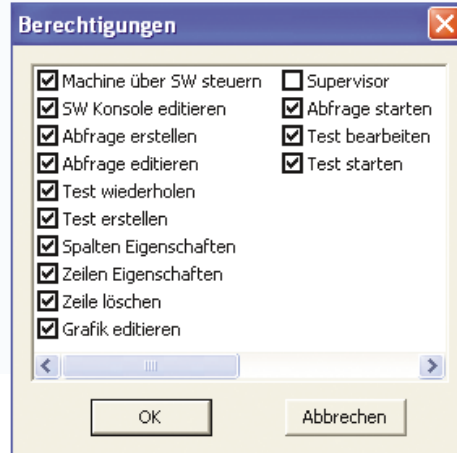 Berechtigungen
Machine über SW steuern
SW Konsole editieren
Abfrage erstellen
Abfrage editieren
Test wiederholen
Test erstellen
Spalten Eigenschaften
Zeilen Eigenschaften
Zeile löschen
Grafik editieren
Supervisor
Abfrage starten
Test bearbeiten
Test starten
OK
Abbrechen